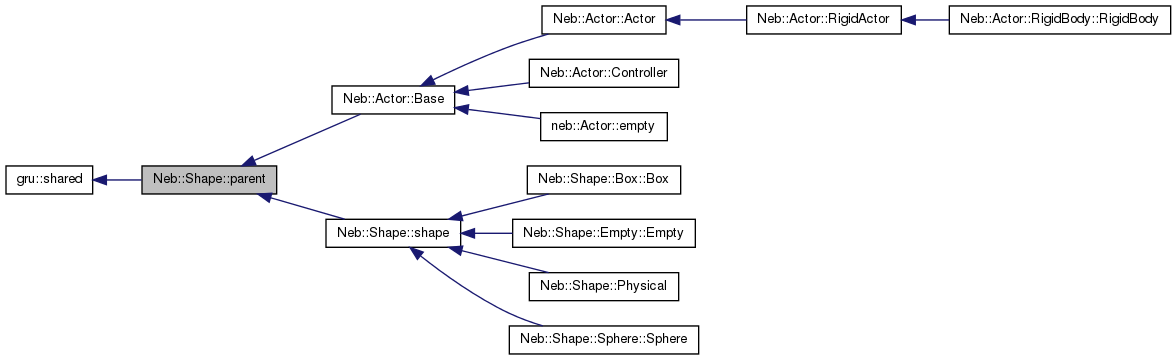 Neb::Actor::Actor
Neb::Actor::RigidActor
Neb::Actor::RigidBody::RigidBody
Neb::Actor::Controller
Neb::Actor::Base
neb::Actor::empty
gru::shared
Neb::Shape::parent
Neb::Shape::Box::Box
Neb::Shape::shape
Neb::Shape::Empty::Empty
Neb::Shape::Physical
Neb::Shape::Sphere::Sphere